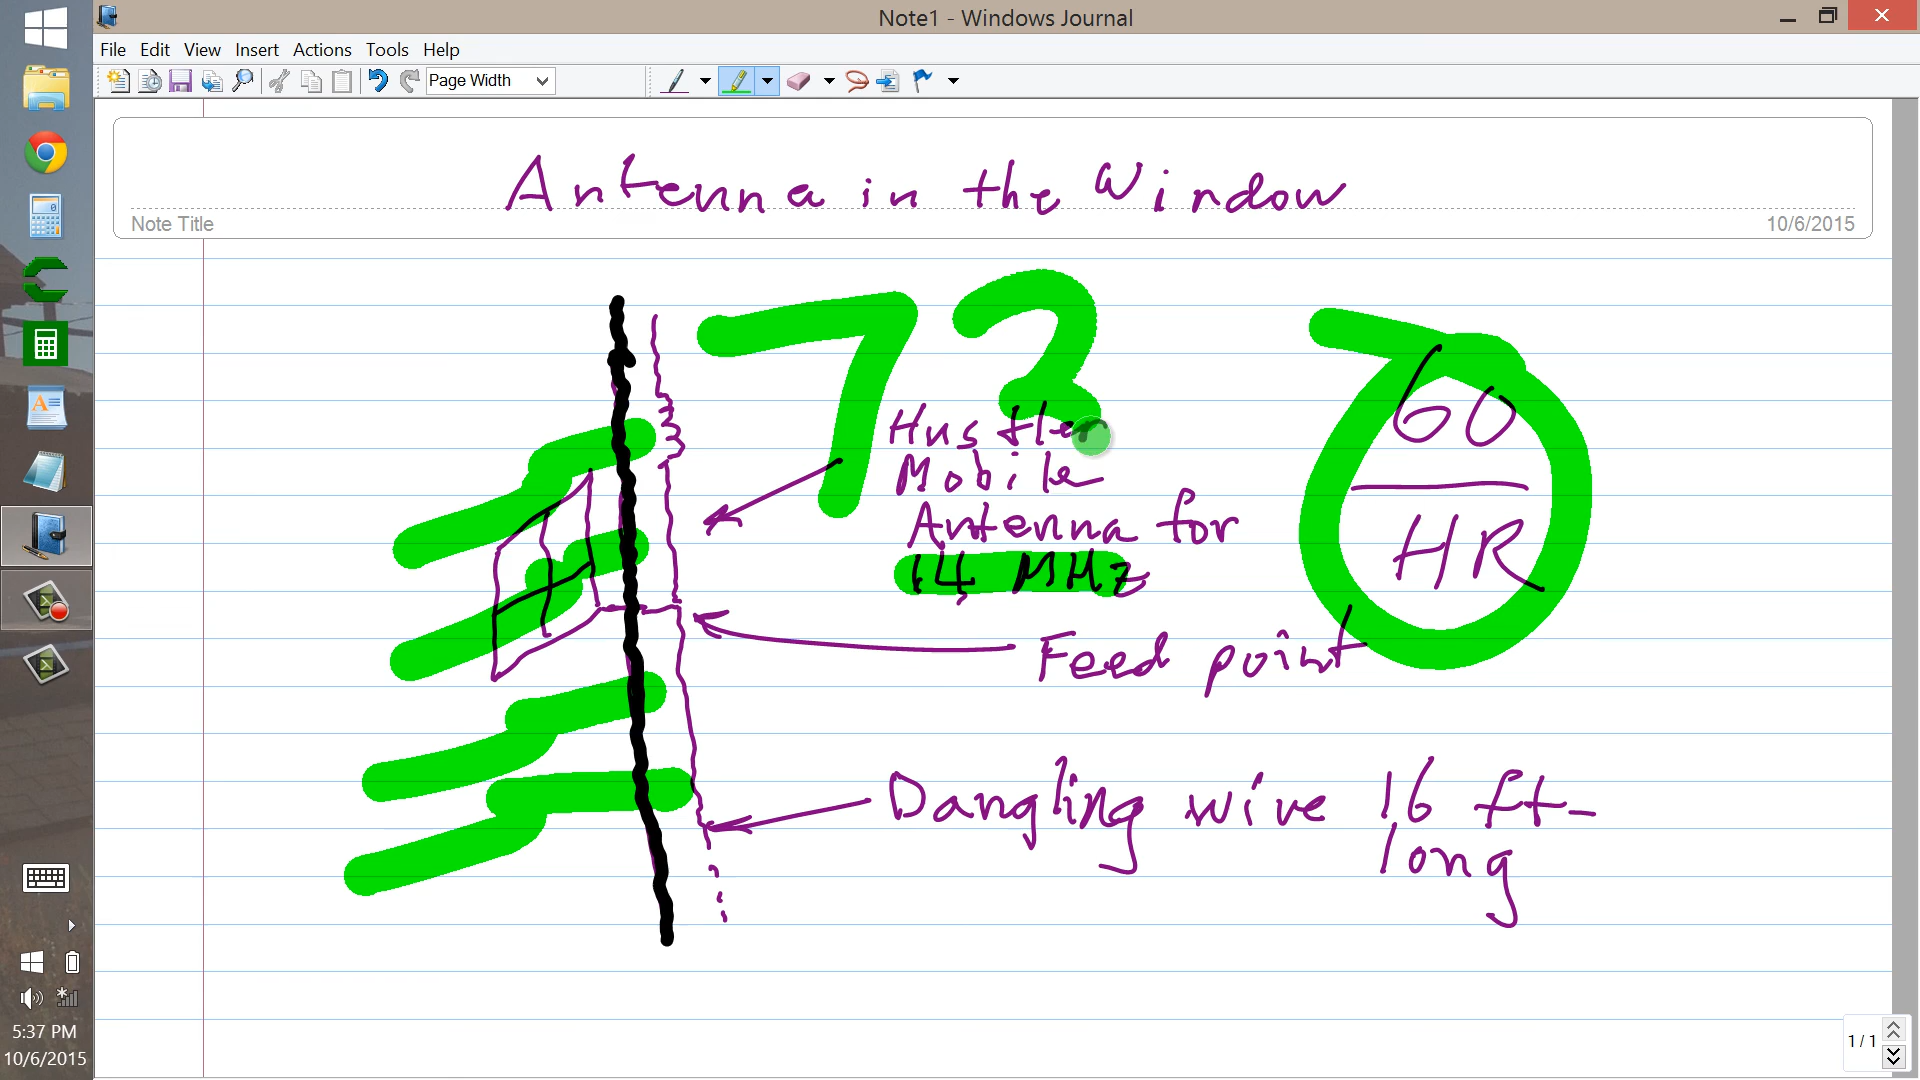 Note1 - Windows Journal
File Edit View Insert Actions Tools Help
Page Width
Antenna in the Window
Note Title
10/6/2015
73
60
HR
Hustler
Mobile
Antenna for
14 MHz
Feed point
Dangling wire 16 ft-
long
1 / 1
5:37 PM
10/6/2015